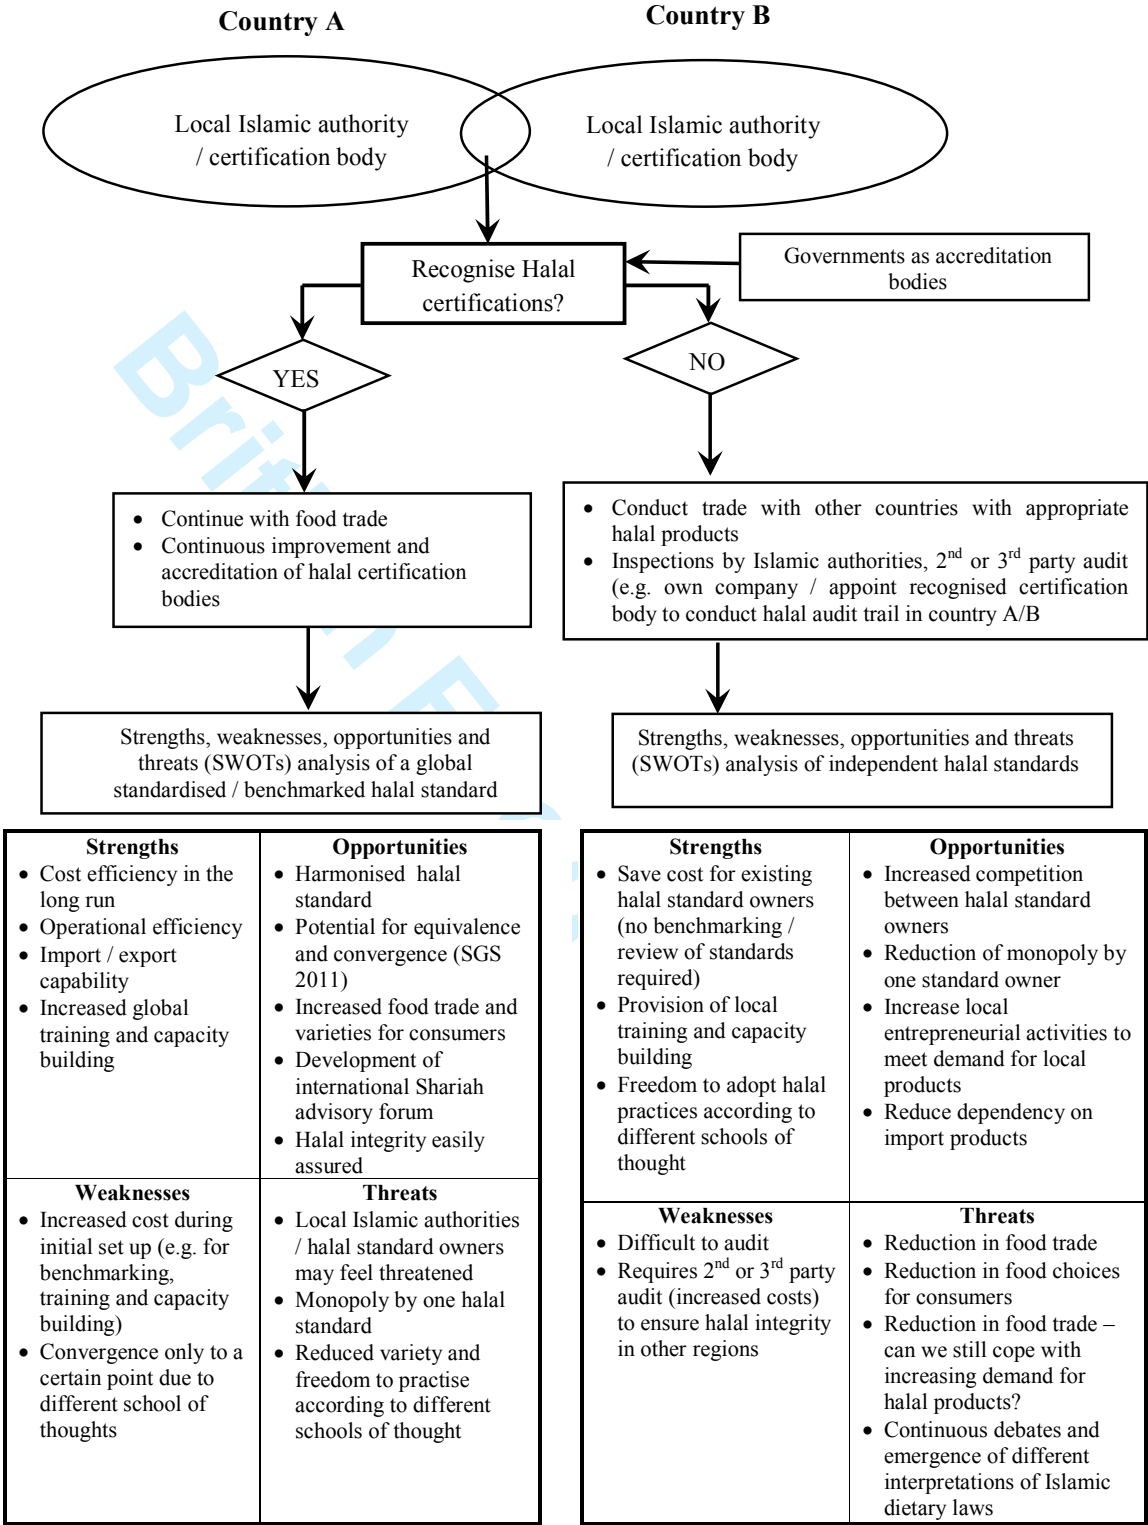 Country A
Country B
Local Islamic authority
/ certification body
Local Islamic authority
/ certification body
Recognise Halal
certifications?
Governments as accreditation
bodies
YES
NO
• Continue with food trade
• Continuous improvement and
accreditation of halal certification
bodies
• Conduct trade with other countries with appropriate
halal products
• Inspections by Islamic authorities, 2nd or 3rd party audit
(e.g. own company / appoint recognised certification
body to conduct halal audit trail in country A/B
Strengths, weaknesses, opportunities and
threats (SWOTs) analysis of a global
standardised / benchmarked halal standard
Strengths, weaknesses, opportunities and threats
(SWOTs) analysis of independent halal standards
Strengths
• Cost efficiency in the
long run
• Operational efficiency
• Import / export
capability
• Increased global
training and capacity
building
Opportunities
• Harmonised halal
standard
• Potential for equivalence
and convergence (SGS
2011)
• Increased food trade and
varieties for consumers
• Development of
international Shariah
advisory forum
• Halal integrity easily
assured
Weaknesses
• Increased cost during
initial set up (e.g. for
benchmarking,
training and capacity
building)
• Convergence only to a
certain point due to
different school of
thoughts
Threats
• Local Islamic authorities
/ halal standard owners
may feel threatened
• Monopoly by one halal
standard
• Reduced variety and
freedom to practise
according to different
schools of thought
Strengths
• Save cost for existing
halal standard owners
(no benchmarking /
review of standards
required)
• Provision of local
training and capacity
building
• Freedom to adopt halal
practices according to
different schools of
thought
Opportunities
• Increased competition
between halal standard
owners
• Reduction of monopoly by
one standard owner
• Increase local
entrepreneurial activities to
meet demand for local
products
• Reduce dependency on
import products
Weaknesses
• Difficult to audit
• Requires 2nd or 3rd party
audit (increased costs)
to ensure halal integrity
in other regions
Threats
• Reduction in food trade
• Reduction in food choices
for consumers
• Reduction in food trade –
can we still cope with
increasing demand for
halal products?
• Continuous debates and
emergence of different
interpretations of Islamic
dietary laws